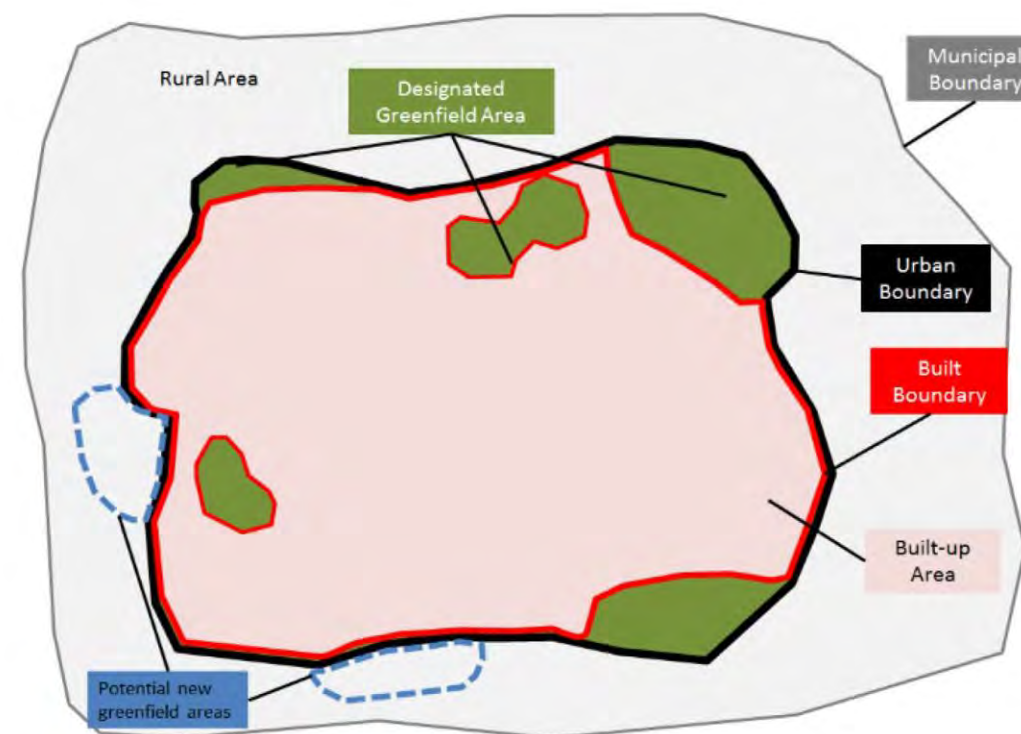 Rural Area
Designated
Greenfield Area
Municipal
Boundary
Urban
Boundary
Built
Boundary
Built-up
Area
Potential new
greenfield areas